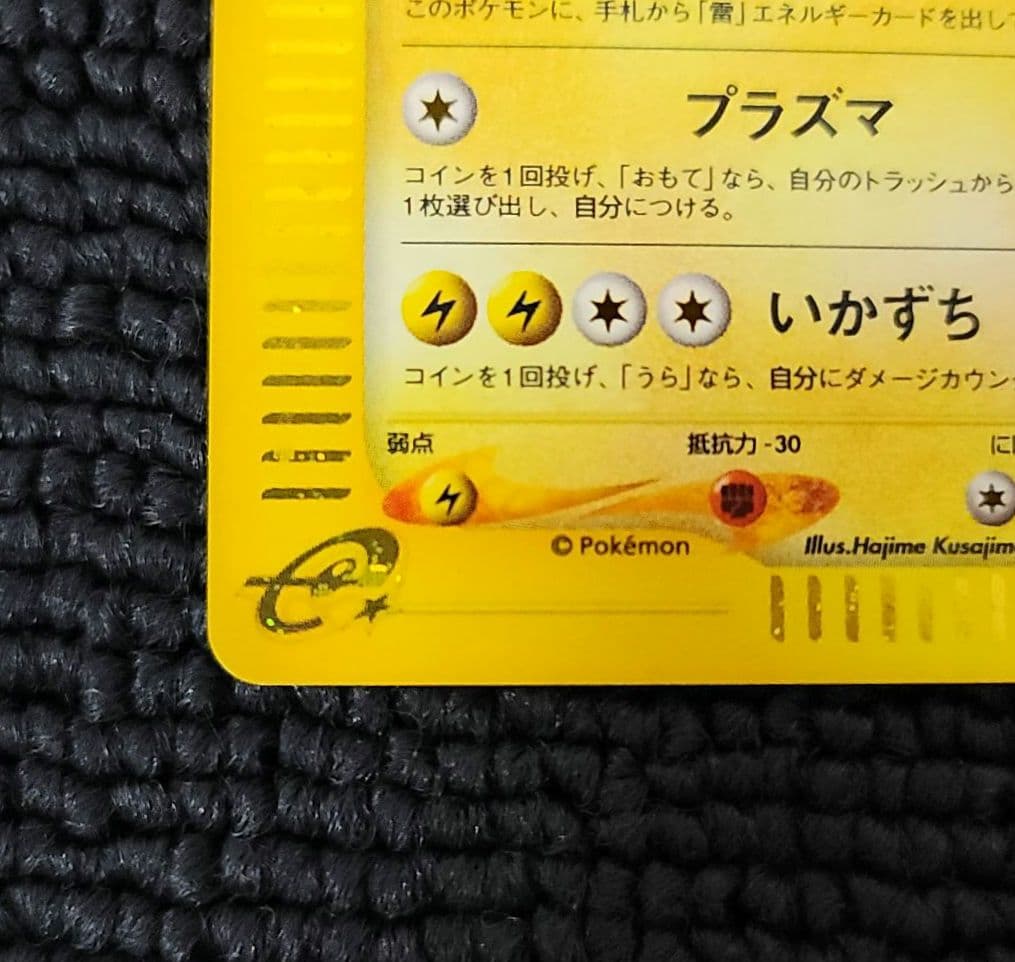 このポケモンに、手札から「雷」エネルギーカードを出して
プラズマ
コインを1回投げ、「おもて」なら、自分のトラッシュから
1枚選び出し、自分につける。
いかずち
コインを1回投げ、「うら」なら、自分にダメージカウン
弱点 抵抗力 -30 に
© Pokémon Illus.Hajime Kusajim
e